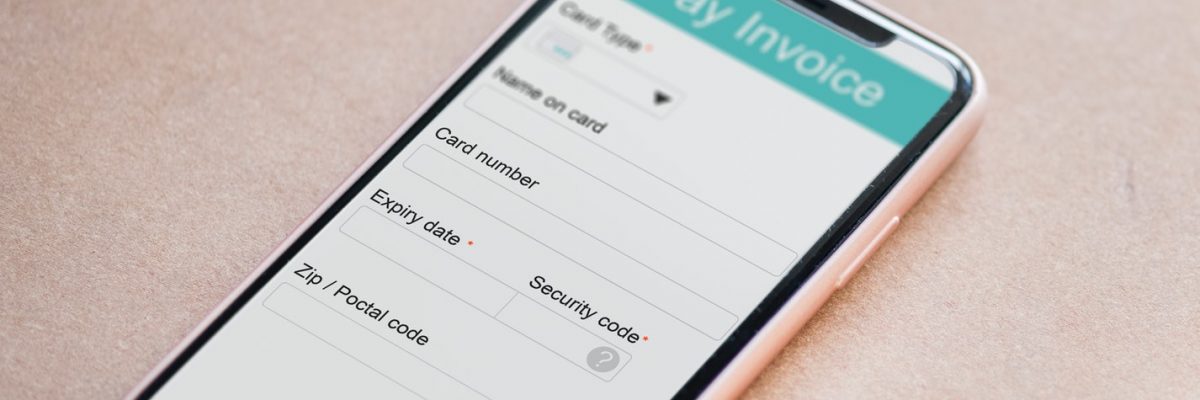 ay Invoice
Card Type *
Name on card
Card number
Expiry date *
Security code *
?
Zip / Poctal code